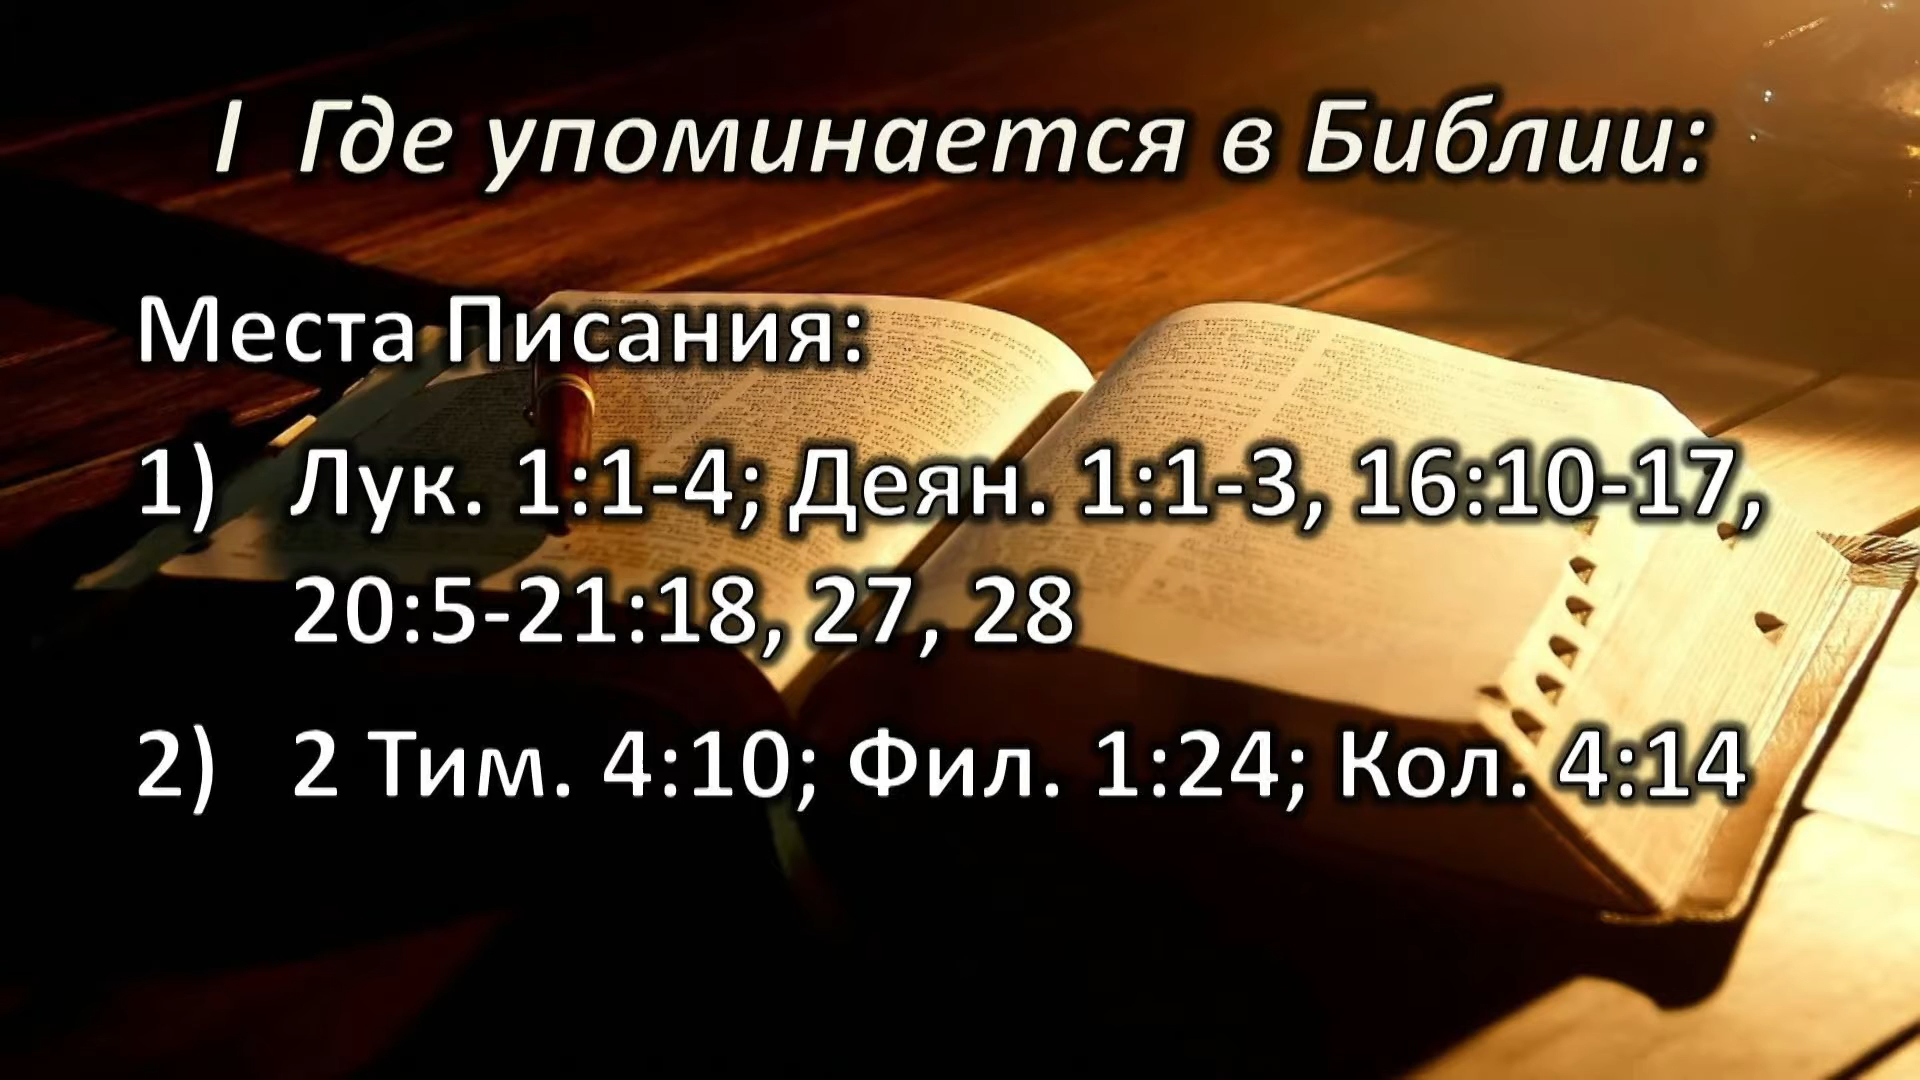 I Где упоминается в Библии:
Места Писания:
1) Лук. 1:1-4; Деян. 1:1-3, 16:10-17,
20:5-21:18, 27, 28
2) 2 Тим. 4:10; Фил. 1:24; Кол. 4:14